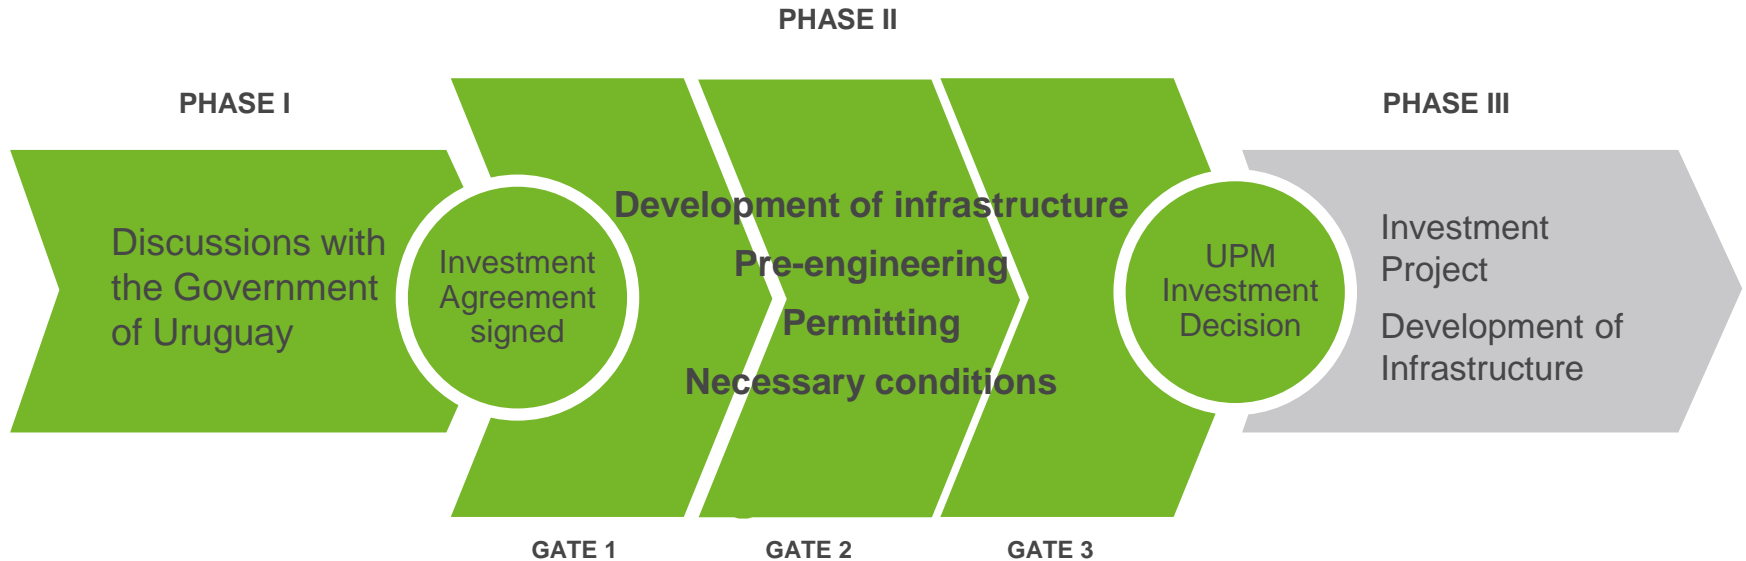 PHASE II
PHASE I
PHASE III
Discussions with
the Government
of Uruguay
Investment
Agreement
signed
Development of infrastructure
Pre-engineering
Permitting
Necessary conditions
UPM
Investment
Decision
Investment
Project
Development of
Infrastructure
GATE 1
GATE 2
GATE 3